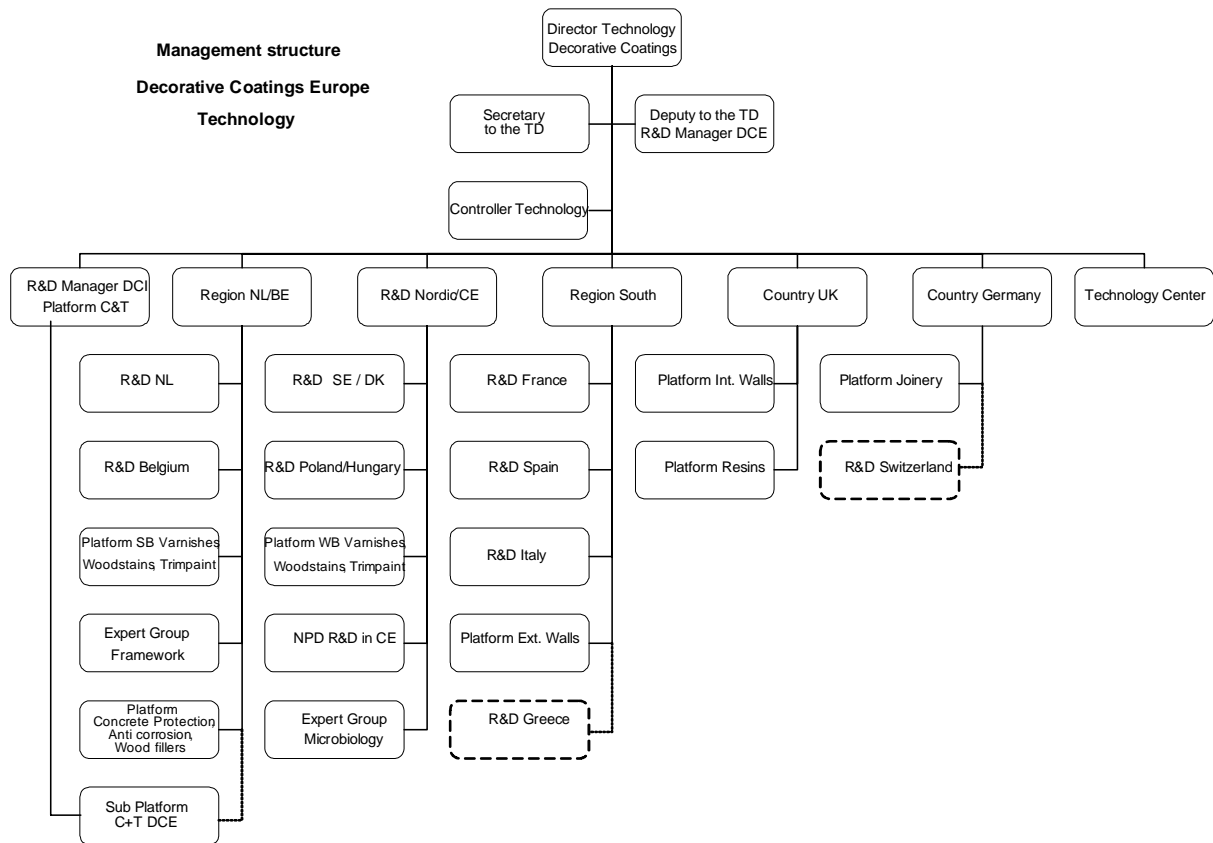 Management structure
Decorative Coatings Europe
Technology
Director Technology
Decorative Coatings
Secretary
to the TD
Deputy to the TD
R&D Manager DCE
Controller Technology
R&D Manager DCI
Platform C&T
Region NL/BE
R&D Nordic/CE
Region South
Country UK
Country Germany
Technology Center
R&D NL
R&D SE / DK
R&D France
Platform Int. Walls
Platform Joinery
R&D Belgium
R&D Poland/Hungary
R&D Spain
Platform Resins
R&D Switzerland
Platform SB Varnishes,
Woodstains, Trimpaint
Platform WB Varnishes,
Woodstains, Trimpaint
R&D Italy
Expert Group
Framework
NPD R&D in CE
Platform Ext. Walls
Platform
Concrete Protection,
Anti corrosion,
Wood fillers
Expert Group
Microbiology
R&D Greece
Sub Platform
C+T DCE